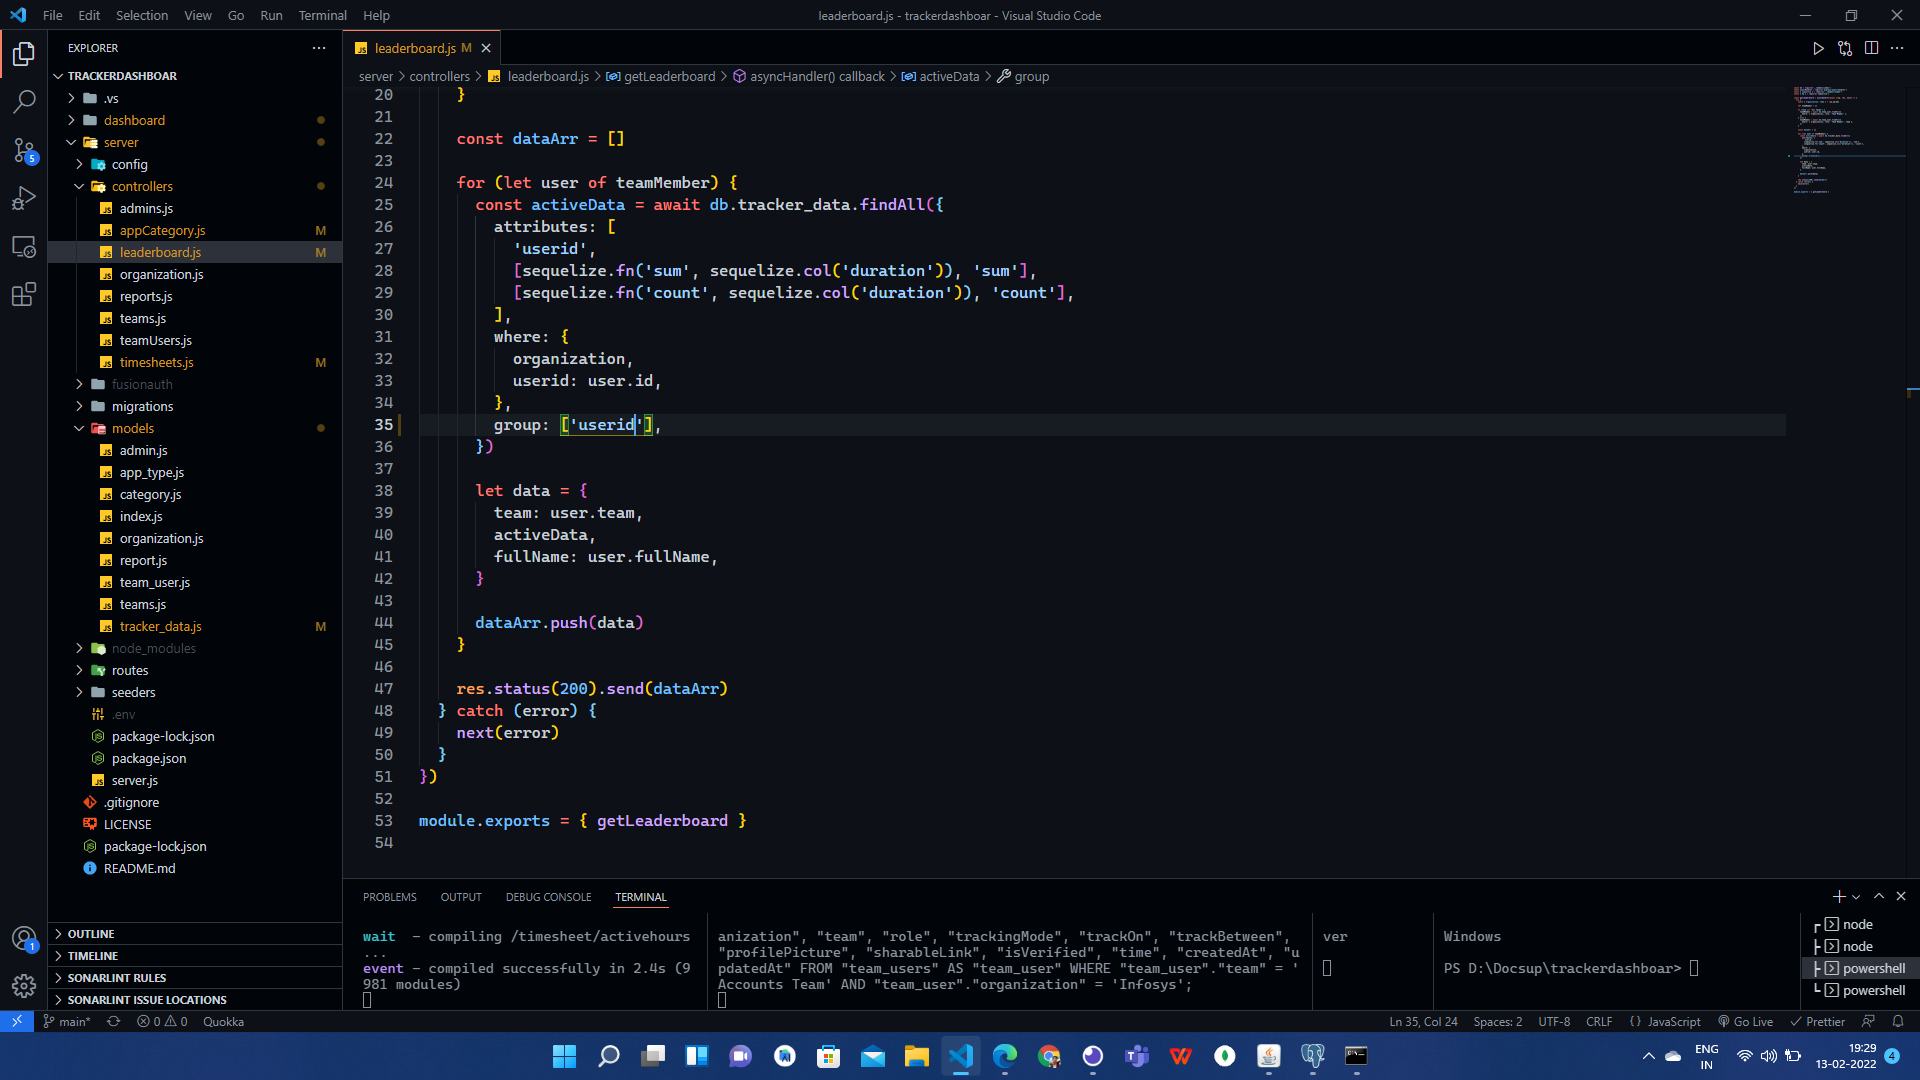 File Edit Selection View Go Run Terminal Help
leaderboard.js - trackerdashboar - Visual Studio Code
EXPLORER
TRACKERDASHBOAR
.vs
dashboard
server
config
controllers
admins.js
appCategory.js M
leaderboard.js M
organization.js
reports.js
teams.js
teamUsers.js
timesheets.js M
fusionauth
migrations
models
admin.js
app_type.js
category.js
index.js
organization.js
report.js
team_user.js
teams.js
tracker_data.js M
node_modules
routes
seeders
.env
package-lock.json
package.json
server.js
.gitignore
LICENSE
package-lock.json
README.md
OUTLINE
TIMELINE
SONARLINT RULES
SONARLINT ISSUE LOCATIONS
5
1
leaderboard.js M
server > controllers > leaderboard.js > getLeaderboard > asyncHandler() callback > activeData > group
20 }
21
22 const dataArr = []
23
24 for (let user of teamMember) {
25 const activeData = await db.tracker_data.findAll({
26 attributes: [
27 'userid',
28 [sequelize.fn('sum', sequelize.col('duration')), 'sum'],
29 [sequelize.fn('count', sequelize.col('duration')), 'count'],
30 ],
31 where: {
32 organization,
33 userid: user.id,
34 },
35 group: ['userid'],
36 })
37
38 let data = {
39 team: user.team,
40 activeData,
41 fullName: user.fullName,
42 }
43
44 dataArr.push(data)
45 }
46
47 res.status(200).send(dataArr)
48 } catch (error) {
49 next(error)
50 }
51 })
52
53 module.exports = { getLeaderboard }
54
PROBLEMS OUTPUT DEBUG CONSOLE TERMINAL
wait - compiling /timesheet/activehours
...
event - compiled successfully in 2.4s (9
981 modules)
anization", "team", "role", "trackingMode", "trackOn", "trackBetween",
"profilePicture", "sharableLink", "isVerified", "time", "createdAt", "u
pdatedAt" FROM "team_users" AS "team_user" WHERE "team_user"."team" = '
Accounts Team' AND "team_user"."organization" = 'Infosys';
ver
Windows
PS D:\Docsup\trackerdashboar>
node
node
powershell
powershell
main* 0 0 Quokka
Ln 35, Col 24 Spaces: 2 UTF-8 CRLF {} JavaScript Go Live Prettier
ENG
IN
19:29
13-02-2022
4